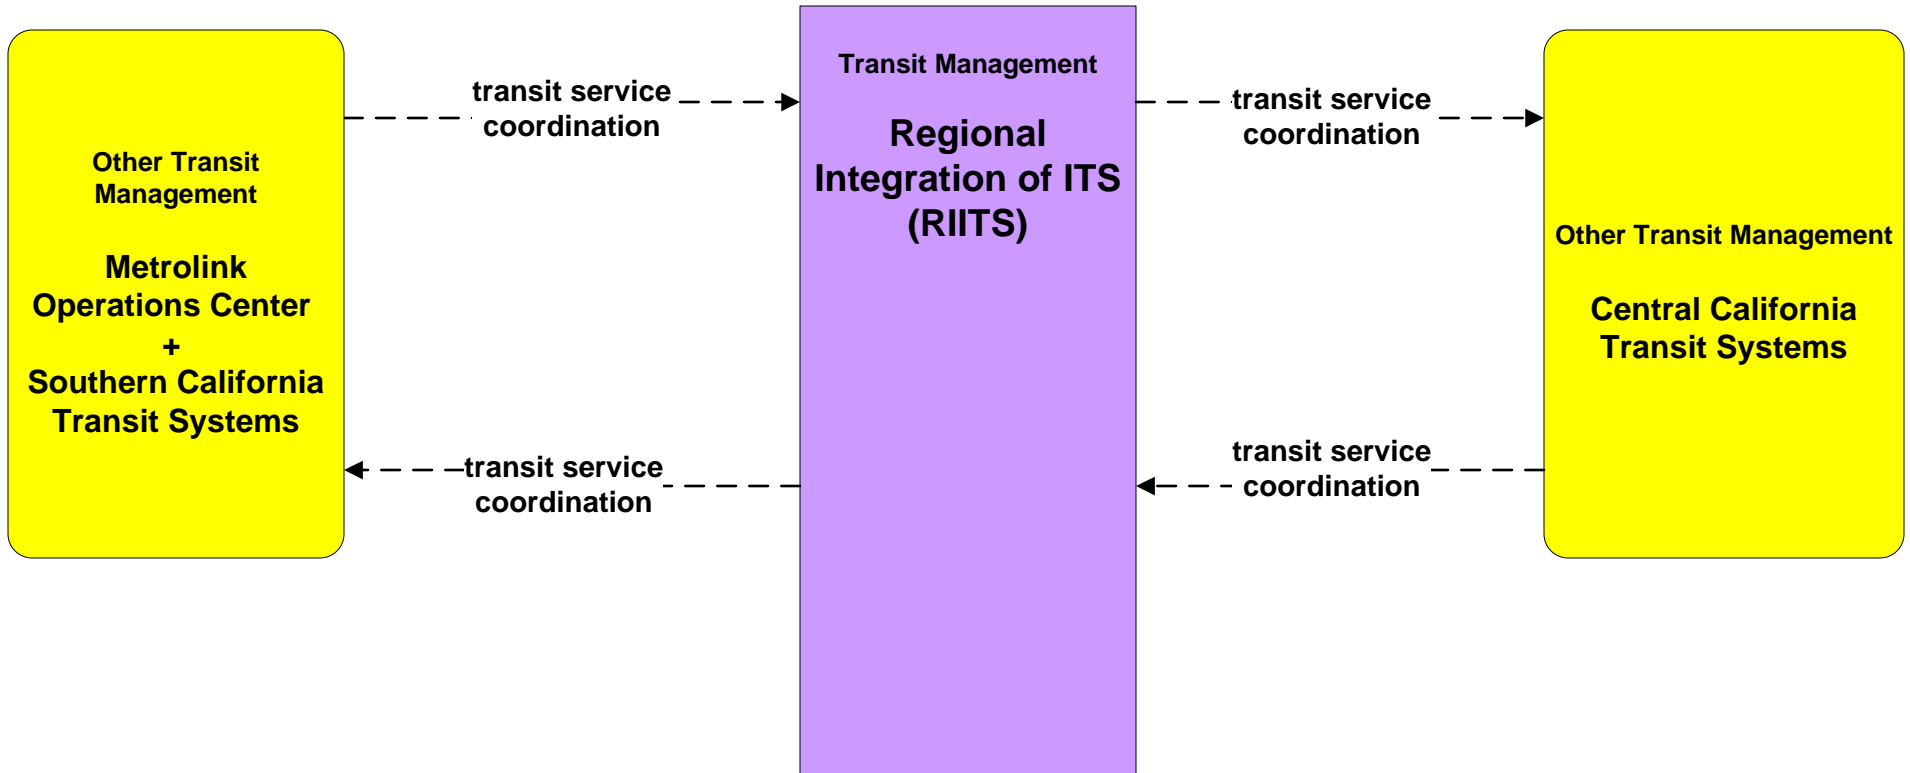 Other Transit
Management
Metrolink
Operations Center
+
Southern California
Transit Systems
transit service
coordination
transit service
coordination
Transit Management
Regional
Integration of ITS
(RIITS)
transit service
coordination
transit service
coordination
Other Transit Management
Central California
Transit Systems